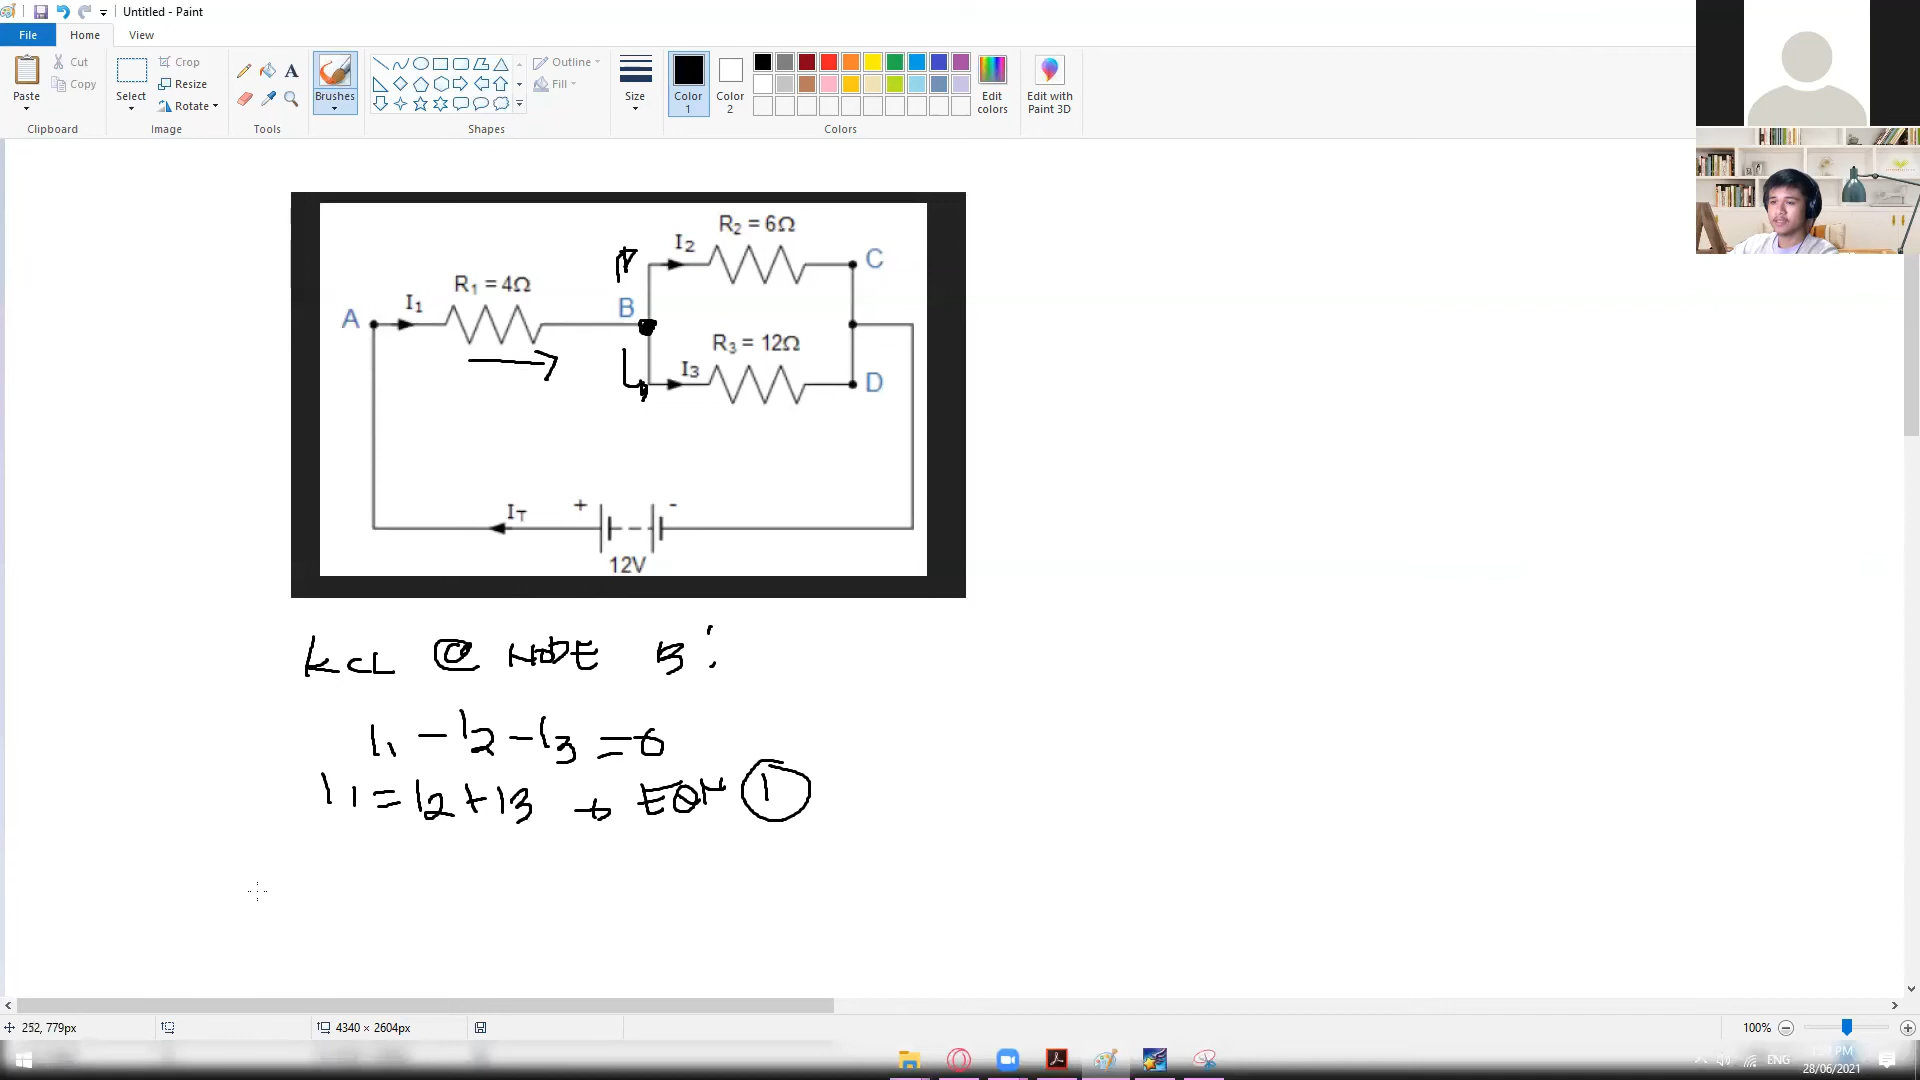 Untitled - Paint
File Home View
Paste
Cut
Copy
Clipboard
Select
Crop
Resize
Rotate
Image
Tools
Brushes
Shapes
Outline
Fill
Size
Color 1
Color 2
Edit colors
Colors
Edit with Paint 3D
R2 = 6Ω
I2
C
R1 = 4Ω
B
A
I1
R3 = 12Ω
I3
D
IT
+
-
12V
KCL @ NODE B:
I1 - I2 - I3 = 0
I1 = I2 + I3 → EQN 1
252, 779px
4340 × 2604px
100%
ENG
28/06/2021